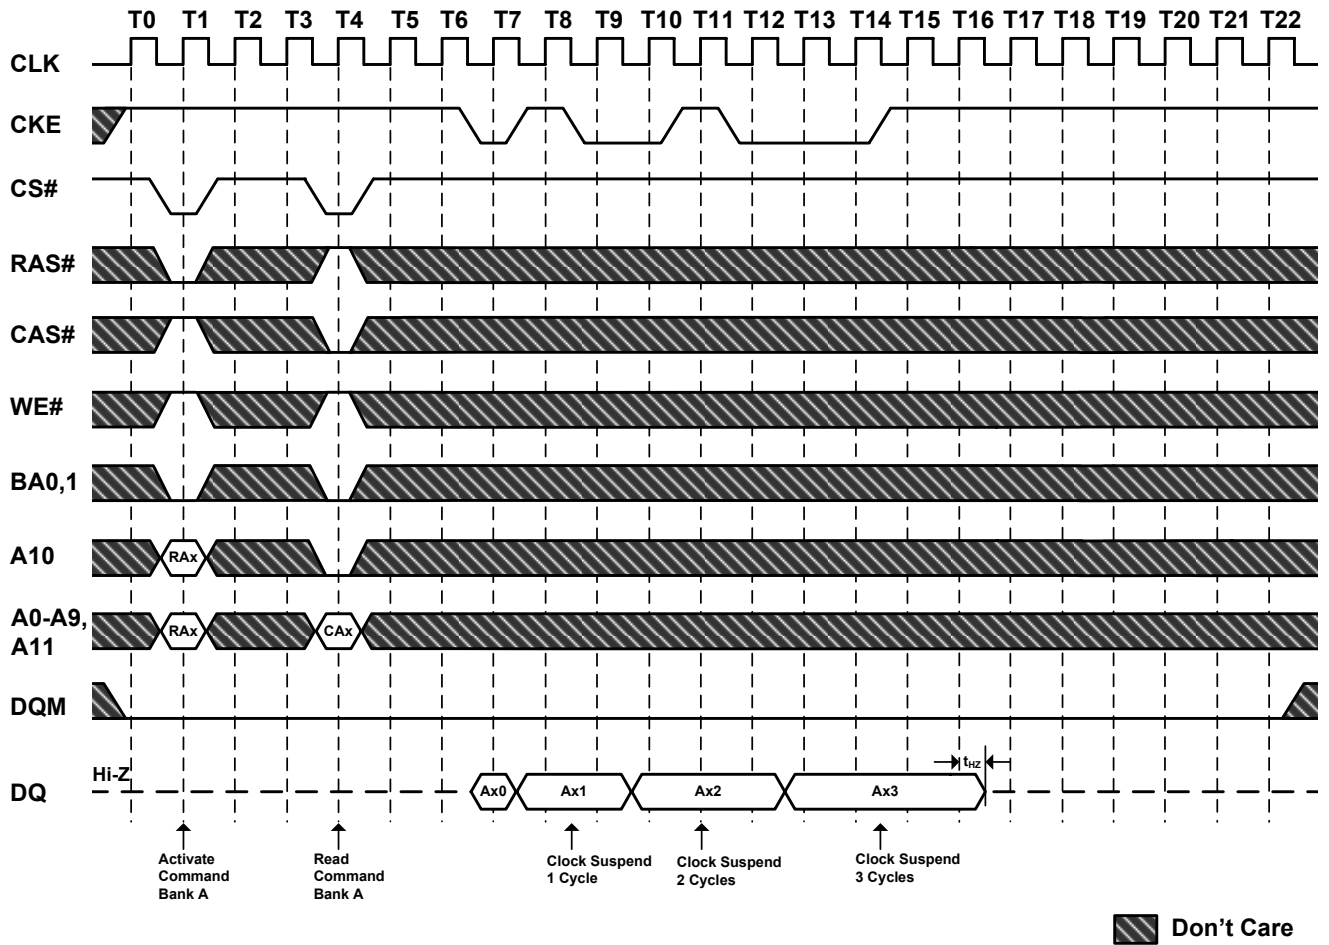 T0 T1 T2 T3 T4 T5 T6 T7 T8 T9 T10 T11 T12 T13 T14 T15 T16 T17 T18 T19 T20 T21 T22
CLK
CKE
CS#
RAS#
CAS#
WE#
BA0,1
A10
RAx
A0-A9,
A11
RAx
CAx
DQM
Hi-Z
tHZ
DQ
Ax0
Ax1
Ax2
Ax3
Activate
Command
Bank A
Read
Command
Bank A
Clock Suspend
1 Cycle
Clock Suspend
2 Cycles
Clock Suspend
3 Cycles
Don't Care